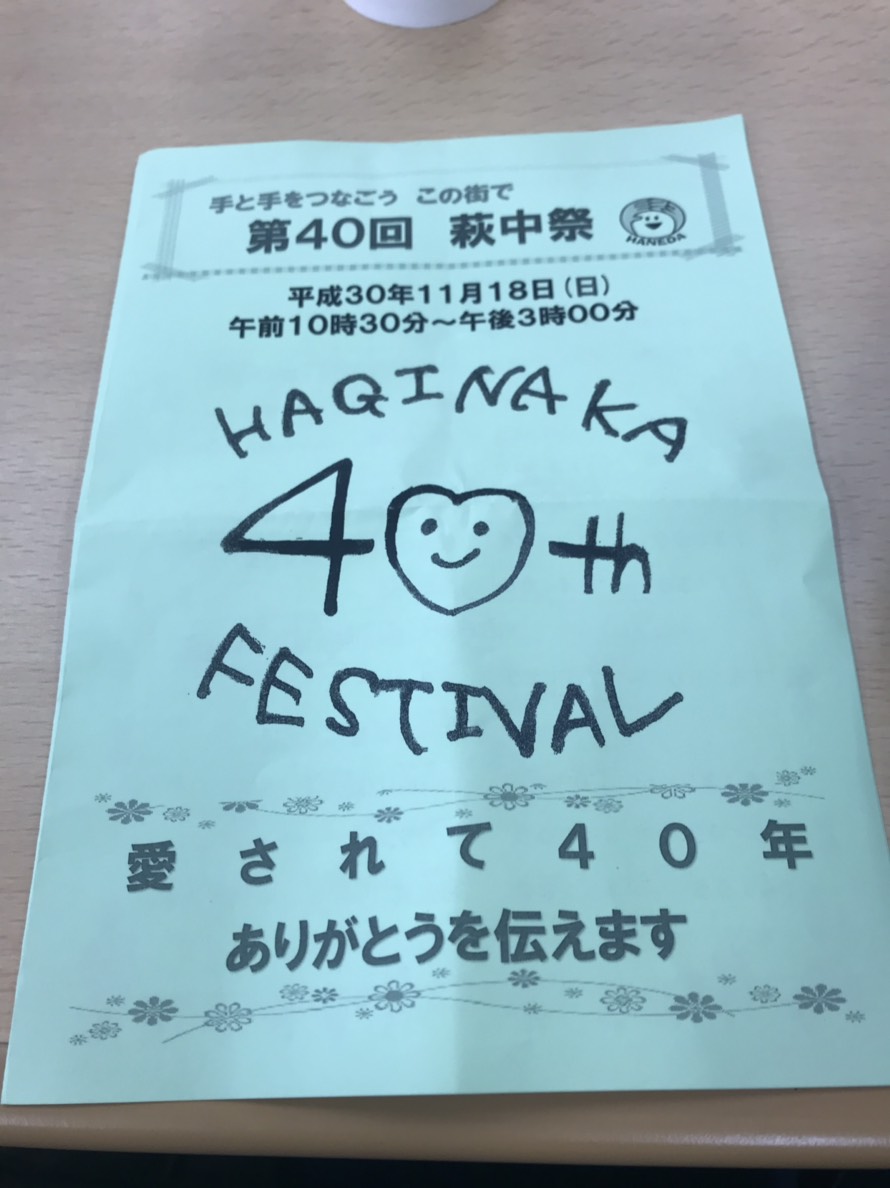 手と手をつなごう この街で
第40回 萩中祭
HANEDA
平成30年11月18日(日)
午前10時30分~午後3時00分
HAGINAKA
40th
FESTIVAL
愛されて40年
ありがとうを伝えます